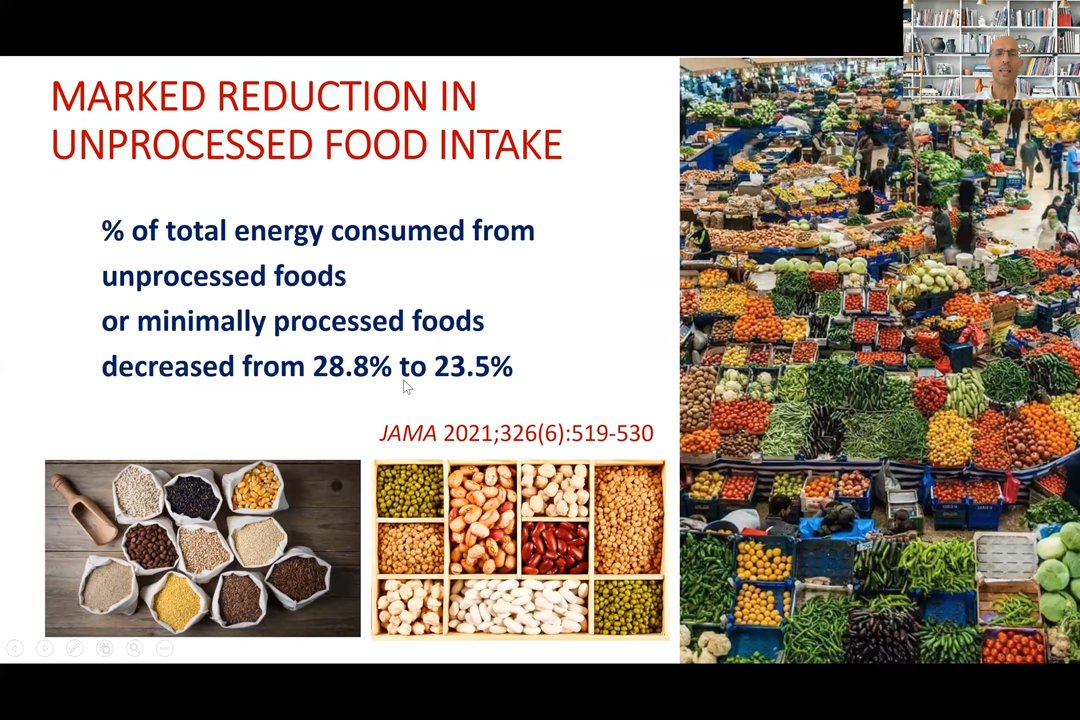 MARKED REDUCTION IN
UNPROCESSED FOOD INTAKE
% of total energy consumed from
unprocessed foods
or minimally processed foods
decreased from 28.8% to 23.5%
JAMA 2021;326(6):519-530